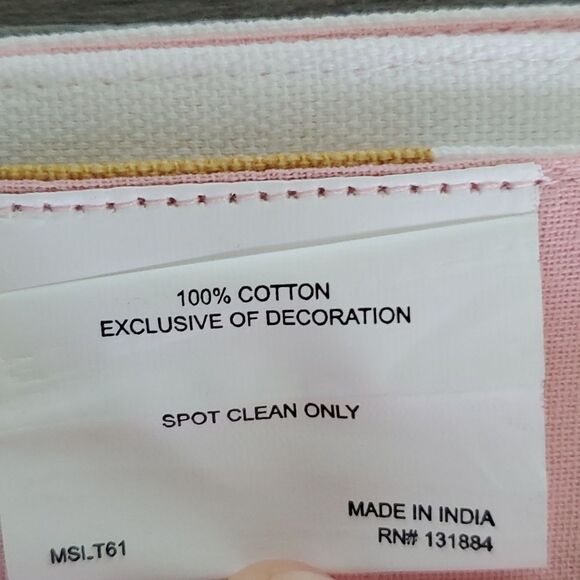 100% COTTON
EXCLUSIVE OF DECORATION
SPOT CLEAN ONLY
MADE IN INDIA
RN# 131884
MSI_T61